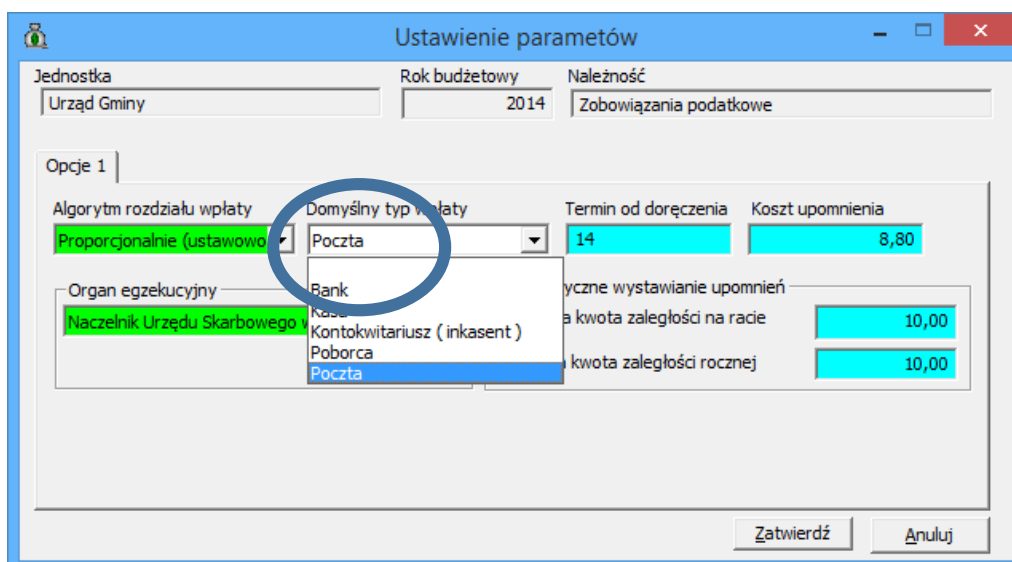 Ustawienie parametów
Jednostka Rok budżetowy Należność
Urząd Gminy 2014 Zobowiązania podatkowe
Opcje 1
Algorytm rozdziału wpłaty Domyślny typ wpłaty Termin od doręczenia Koszt upomnienia
Proporcjonalnie (ustawowo Poczta 14 8,80
Organ egzekucyjny
Naczelnik Urzędu Skarbowego
Bank
Kasa
Kontokwitariusz ( inkasent )
Poborca
Poczta
yczne wystawianie upomnień
a kwota zaległości na racie 10,00
kwota zaległości rocznej 10,00
Zatwierdź Anuluj